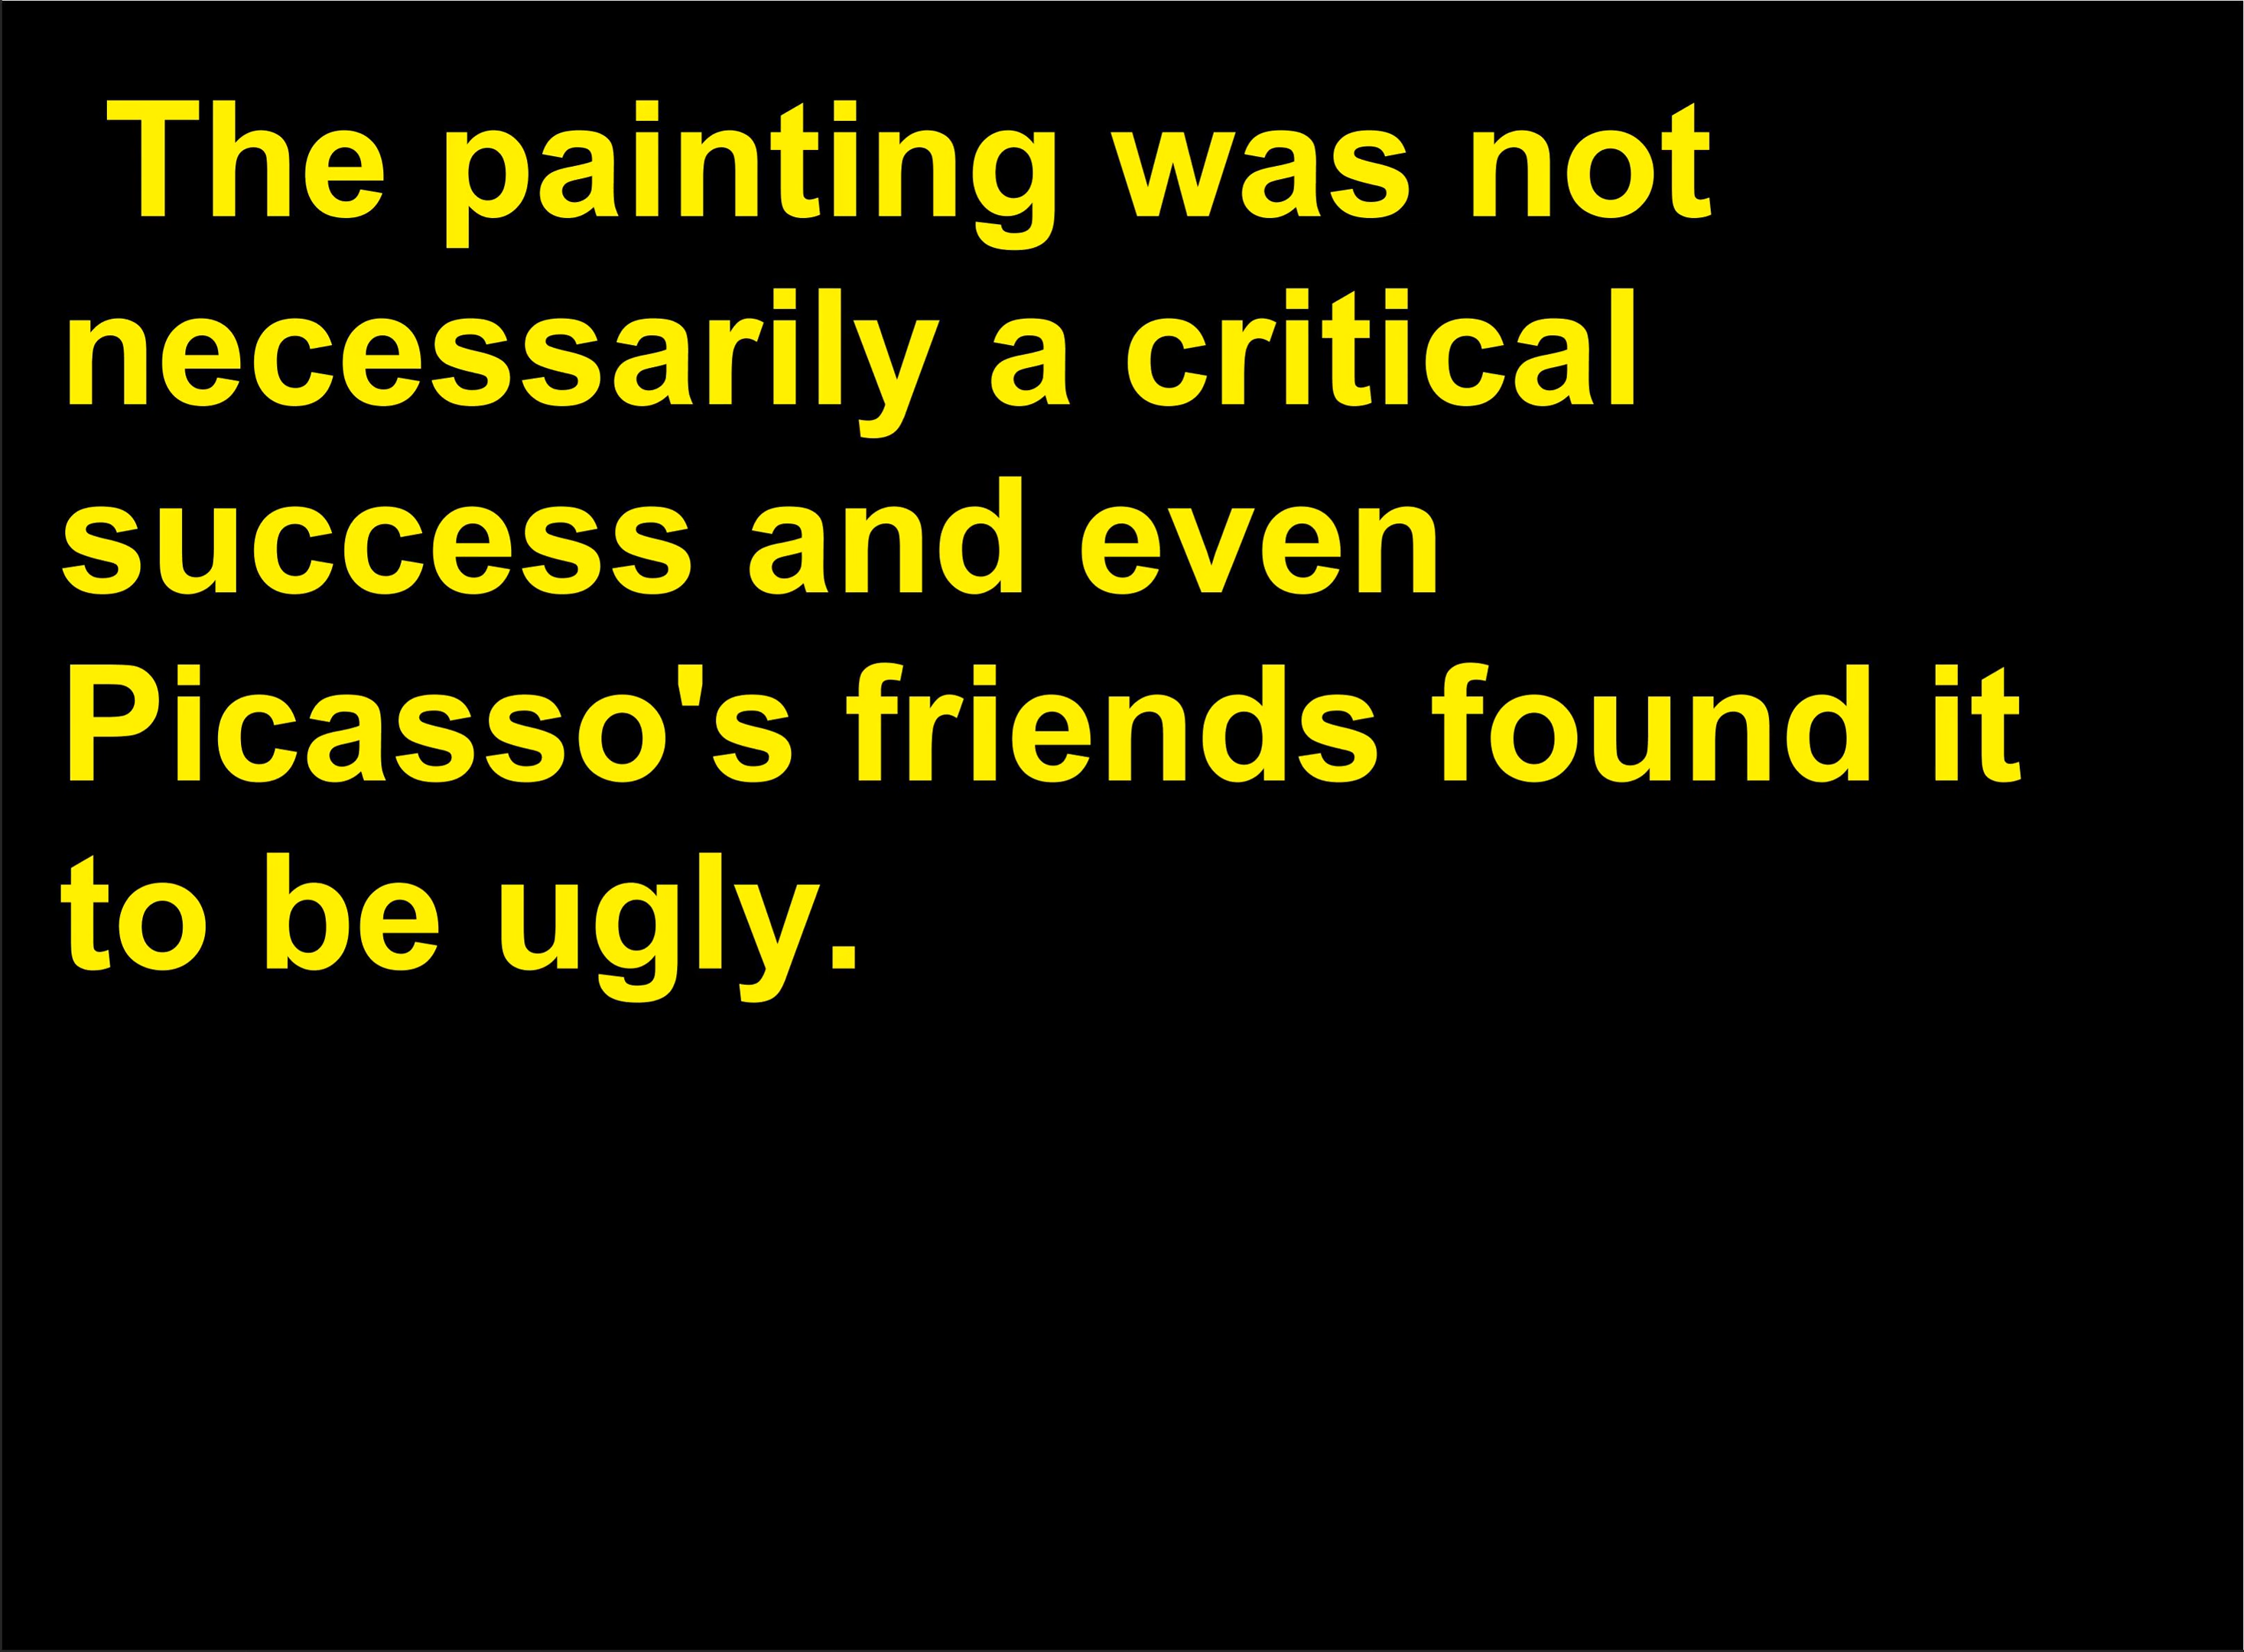 The painting was not
necessarily a critical
success and even
Picasso's friends found it
to be ugly.